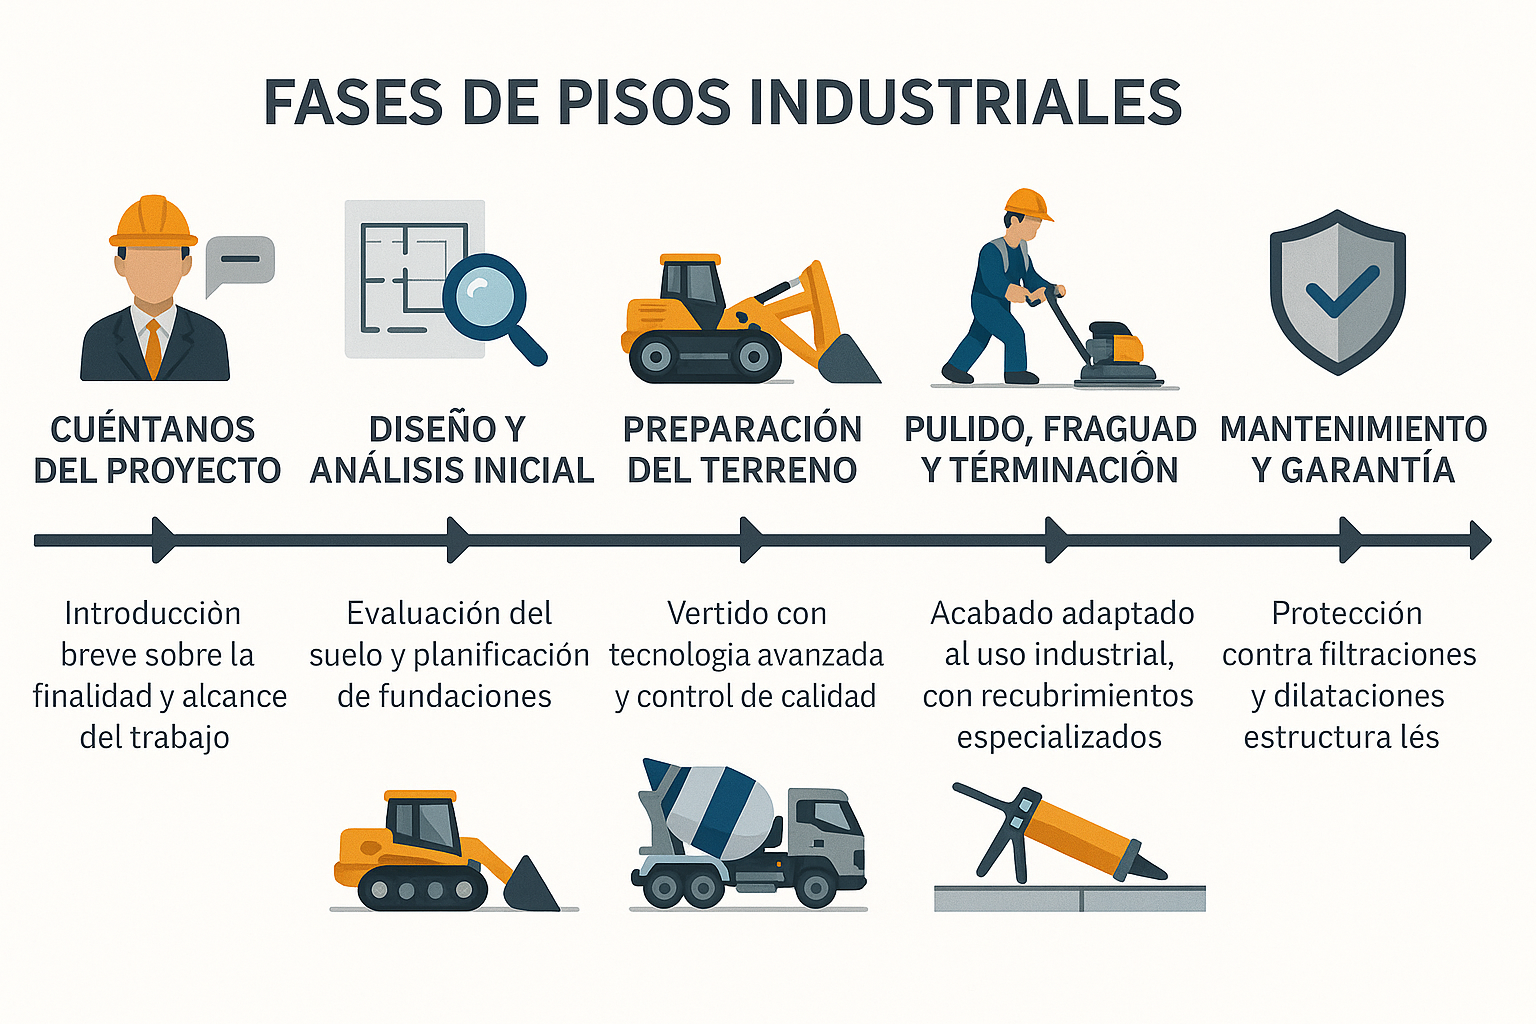 FASES DE PISOS INDUSTRIALES
CUÉNTANOS
DEL PROYECTO
DISEÑO Y
ANÁLISIS INICIAL
PREPARACIÓN
DEL TERRENO
PULIDO, FRAGUAD
Y TÉRMINACIÔN
MANTENIMIENTO
Y GARANTÍA
Introducciòn
breve sobre la
finalidad y alcance
del trabajo
Evaluación del
suelo y planificación
de fundaciones
Vertido con
tecnologia avanzada
y control de calidad
Acabado adaptado
al uso industrial,
con recubrimientos
especializados
Protección
contra filtraciones
y dilataciones
estructura lés